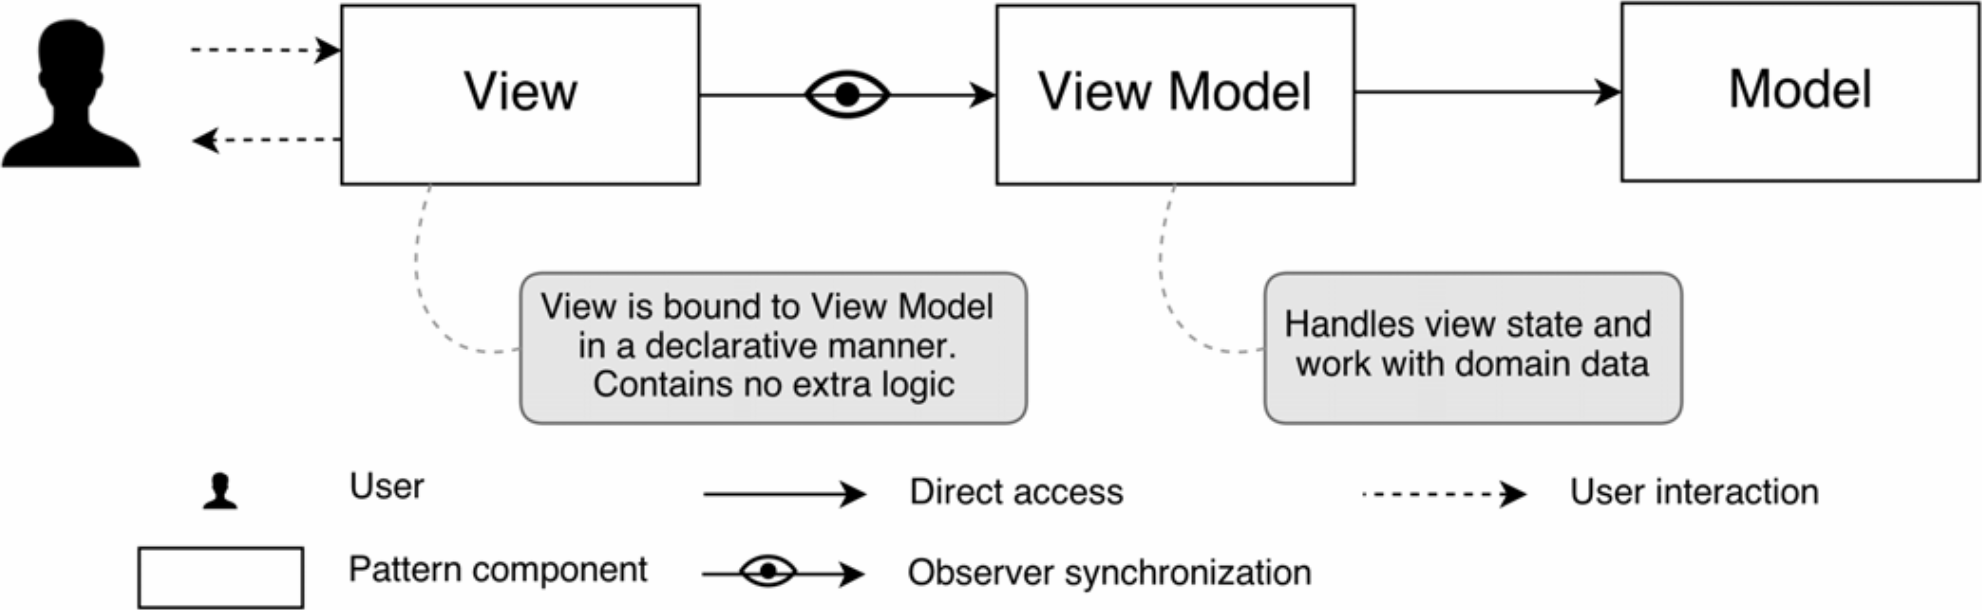 View
View Model
Model
View is bound to View Model
in a declarative manner.
Contains no extra logic
Handles view state and
work with domain data
User
Direct access
User interaction
Pattern component
Observer synchronization